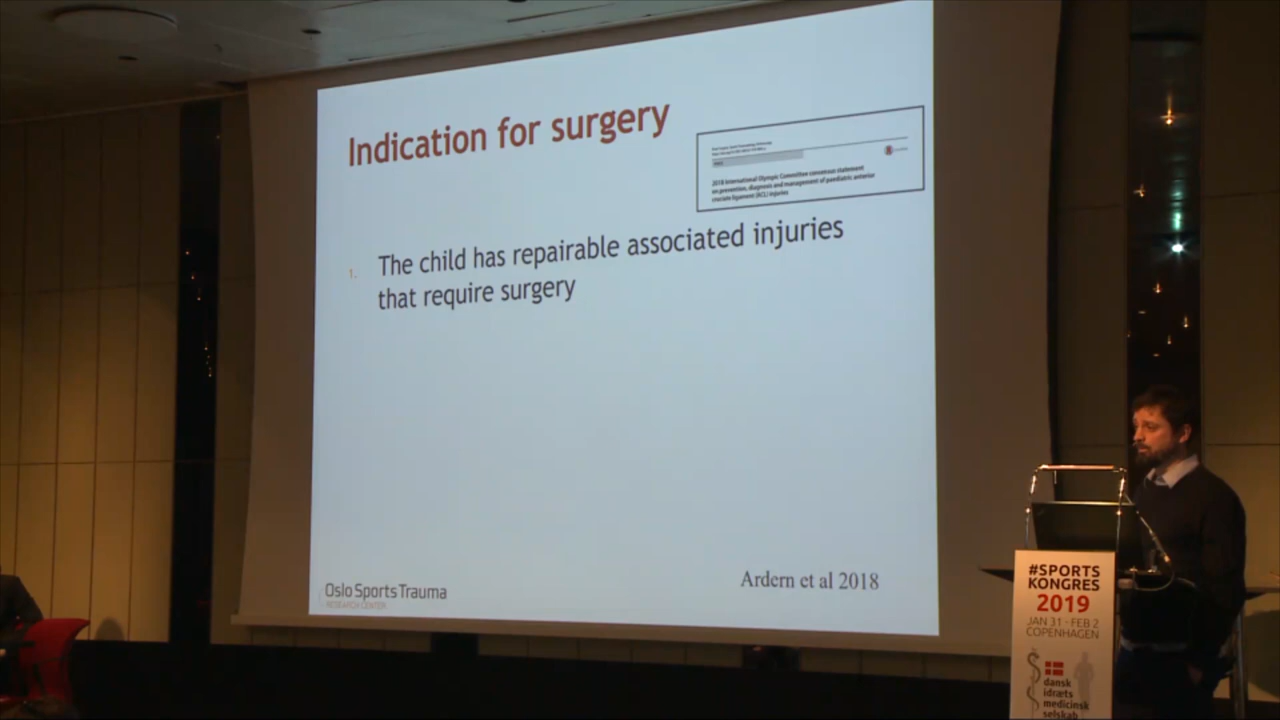 Indication for surgery
2018 International Olympic Committee consensus statement
on prevention, diagnosis and management of paediatric anterior
cruciate ligament (ACL) injuries
1. The child has repairable associated injuries
that require surgery
Oslo Sports Trauma
RESEARCH CENTER
Ardern et al 2018
#SPORTS
KONGRES
2019
JAN 31 - FEB 2
COPENHAGEN
dansk
idræts
medicinsk
selskab